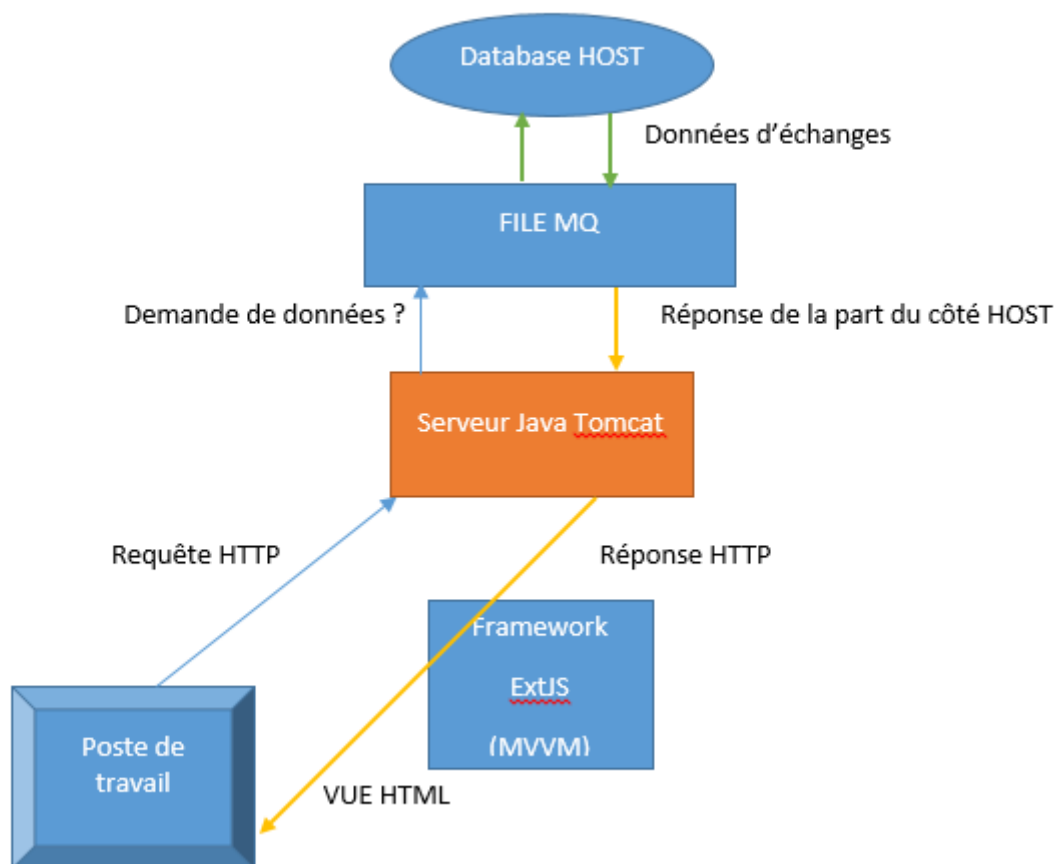 Database HOST
Données d’échanges
FILE MQ
Demande de données ?
Réponse de la part du côté HOST
Serveur Java Tomcat
Requête HTTP
Réponse HTTP
Framework
ExtJS
(MVVM)
Poste de
travail
VUE HTML